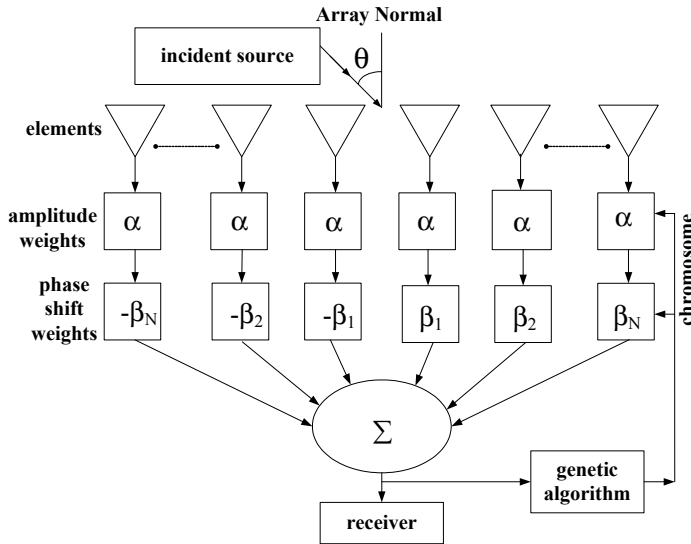 Array Normal
incident source
θ
elements
amplitude
weights
α α α α α α
phase
shift
weights
-β_N -β_2 -β_1 β_1 β_2 β_N
chromosome
Σ
genetic
algorithm
receiver